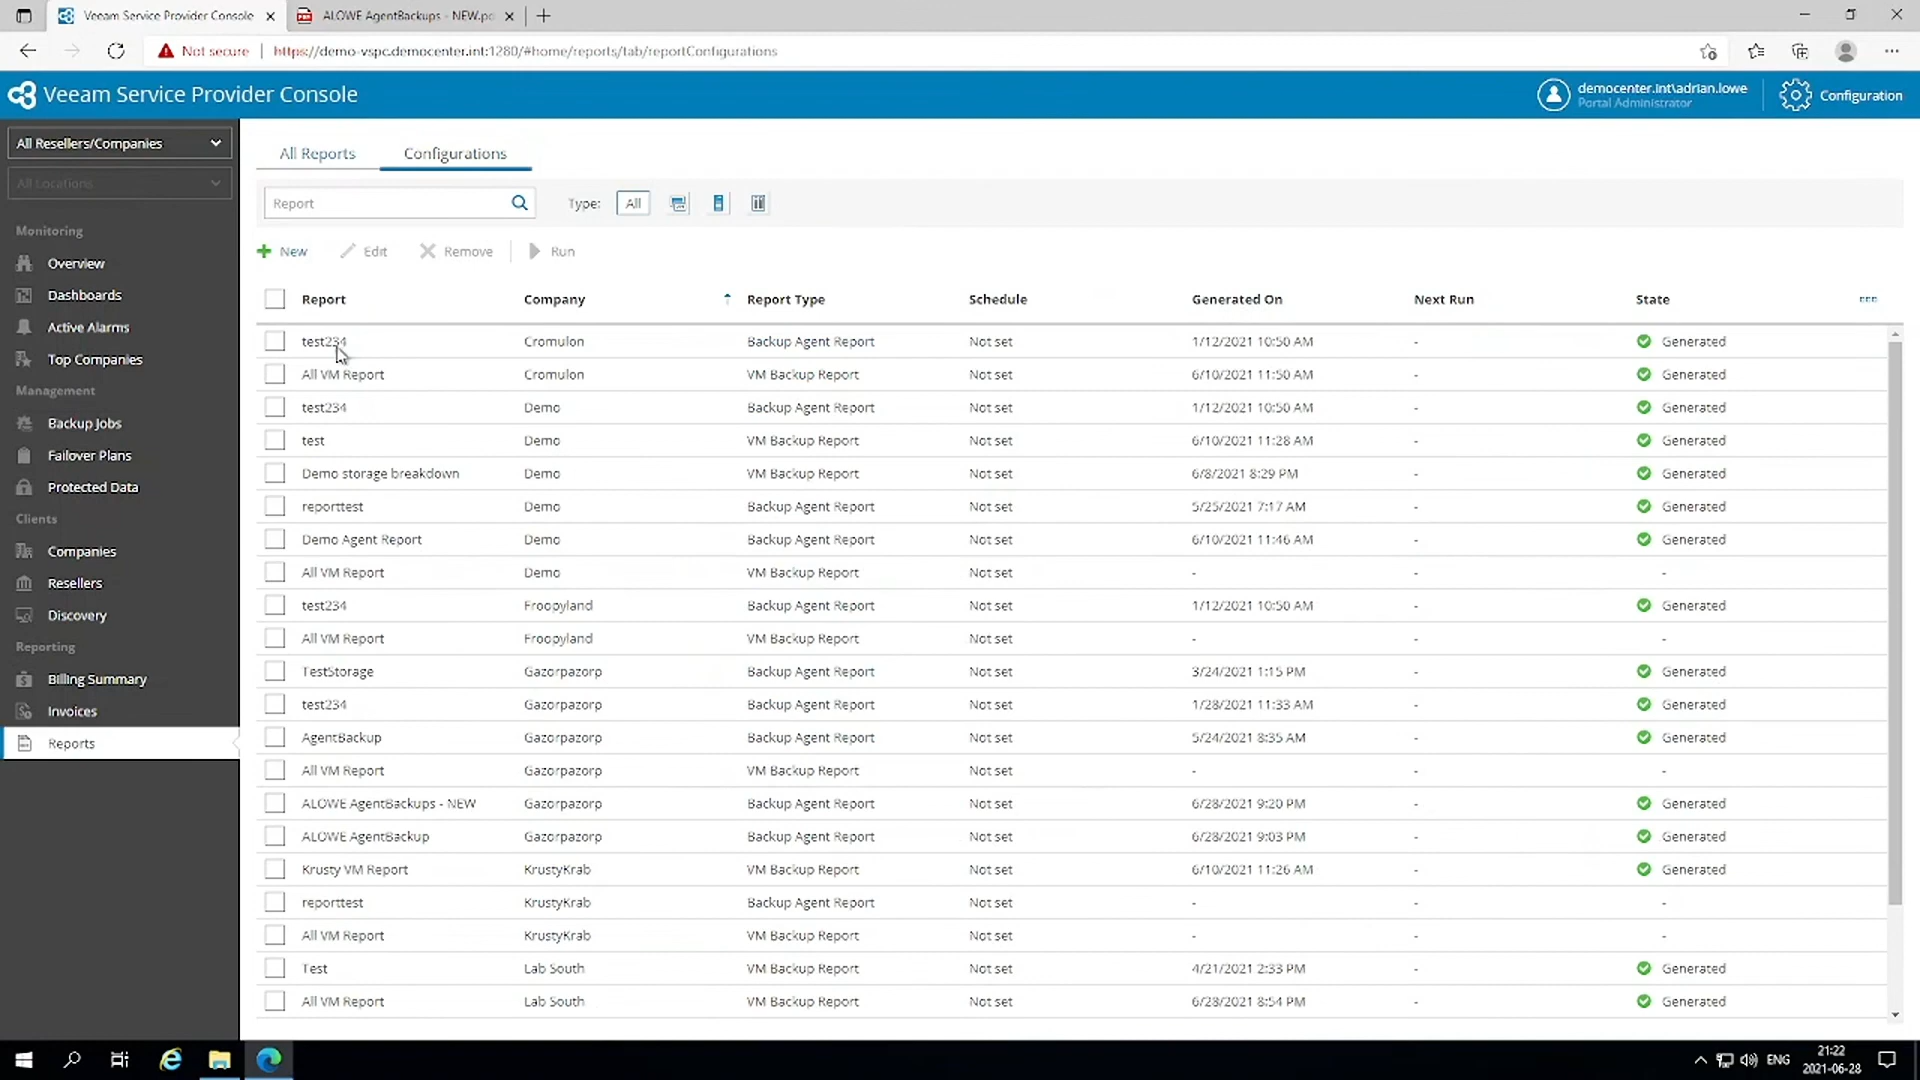 Veeam Service Provider Console
ALOWE AgentBackups - NEW.po
Not secure
https://demo-vspc.democenter.int:1280/#home/reports/tab/reportConfigurations
Veeam Service Provider Console
democenter.int\adrian.lowe
Portal Administrator
Configuration
All Resellers/Companies
All Locations
Monitoring
Overview
Dashboards
Active Alarms
Top Companies
Management
Backup Jobs
Failover Plans
Protected Data
Clients
Companies
Resellers
Discovery
Reporting
Billing Summary
Invoices
Reports
All Reports Configurations
Report Type: All
New Edit Remove Run
Report Company Report Type Schedule Generated On Next Run State
test234 Cromulon Backup Agent Report Not set 1/12/2021 10:50 AM - Generated
All VM Report Cromulon VM Backup Report Not set 6/10/2021 11:50 AM - Generated
test234 Demo Backup Agent Report Not set 1/12/2021 10:50 AM - Generated
test Demo VM Backup Report Not set 6/10/2021 11:28 AM - Generated
Demo storage breakdown Demo VM Backup Report Not set 6/8/2021 8:29 PM - Generated
reporttest Demo Backup Agent Report Not set 5/25/2021 7:17 AM - Generated
Demo Agent Report Demo Backup Agent Report Not set 6/10/2021 11:46 AM - Generated
All VM Report Demo VM Backup Report Not set - - -
test234 Froopyland Backup Agent Report Not set 1/12/2021 10:50 AM - Generated
All VM Report Froopyland VM Backup Report Not set - - -
TestStorage Gazorpazorp Backup Agent Report Not set 3/24/2021 1:15 PM - Generated
test234 Gazorpazorp Backup Agent Report Not set 1/28/2021 11:33 AM - Generated
AgentBackup Gazorpazorp Backup Agent Report Not set 5/24/2021 8:35 AM - Generated
All VM Report Gazorpazorp VM Backup Report Not set - - -
ALOWE AgentBackups - NEW Gazorpazorp Backup Agent Report Not set 6/28/2021 9:20 PM - Generated
ALOWE AgentBackup Gazorpazorp Backup Agent Report Not set 6/28/2021 9:03 PM - Generated
Krusty VM Report KrustyKrab VM Backup Report Not set 6/10/2021 11:26 AM - Generated
reporttest KrustyKrab Backup Agent Report Not set - - -
All VM Report KrustyKrab VM Backup Report Not set - - -
Test Lab South VM Backup Report Not set 4/21/2021 2:33 PM - Generated
All VM Report Lab South VM Backup Report Not set 6/28/2021 8:54 PM - Generated
ENG
21:22
2021-06-28